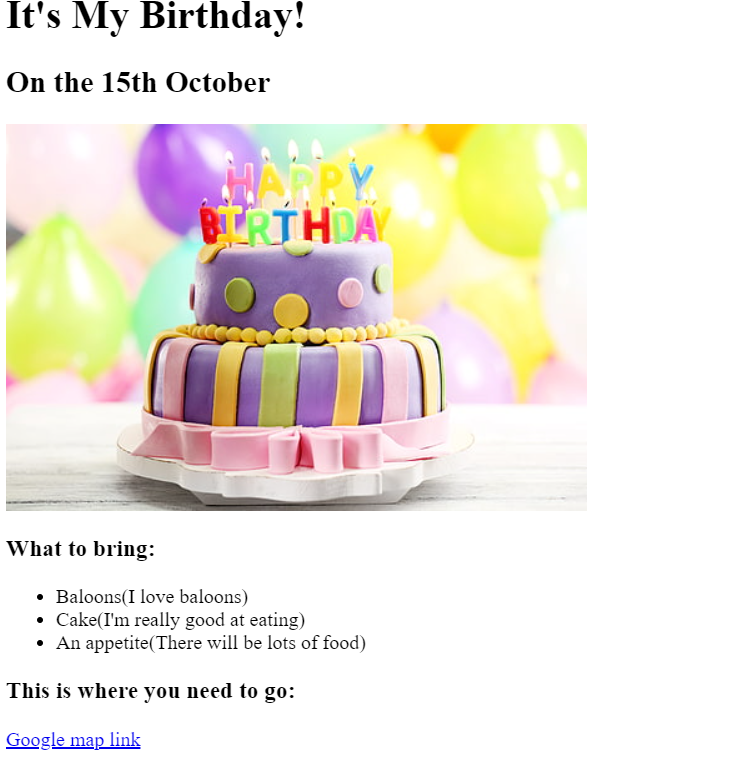 It's My Birthday!
On the 15th October
HAPPY
BIRTHDAY
What to bring:
Baloons(I love baloons)
Cake(I'm really good at eating)
An appetite(There will be lots of food)
This is where you need to go:
Google map link